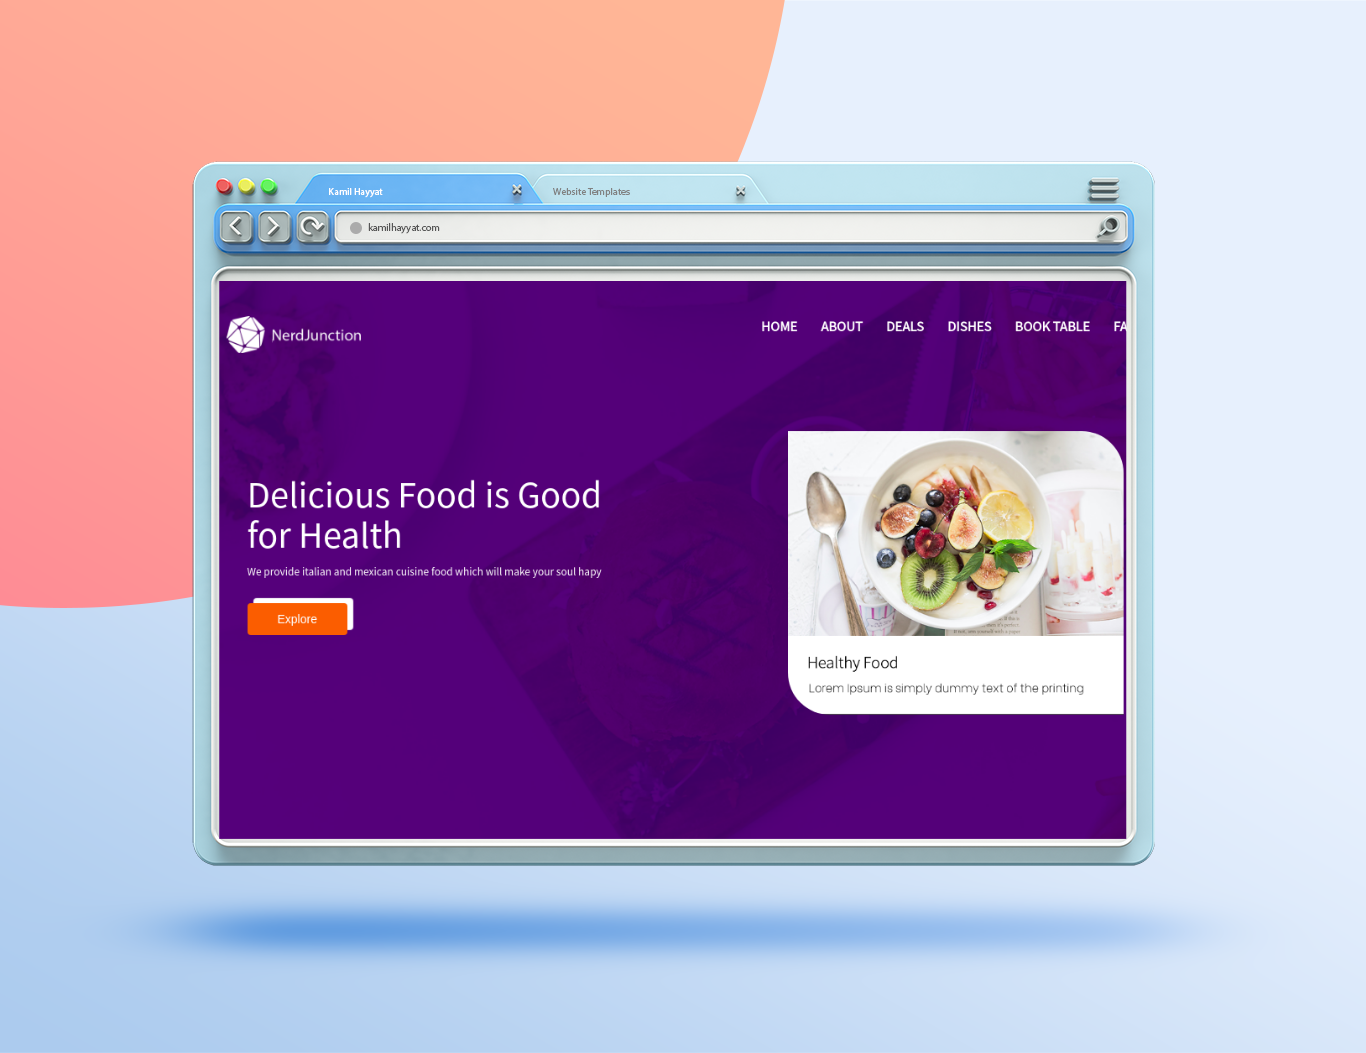 Kamil Hayyat
Website Templates
kamilhayyat.com
NerdJunction
HOME ABOUT DEALS DISHES BOOK TABLE FA
Delicious Food is Good
for Health
We provide italian and mexican cuisine food which will make your soul hapy
Explore
Healthy Food
Lorem Ipsum is simply dummy text of the printing